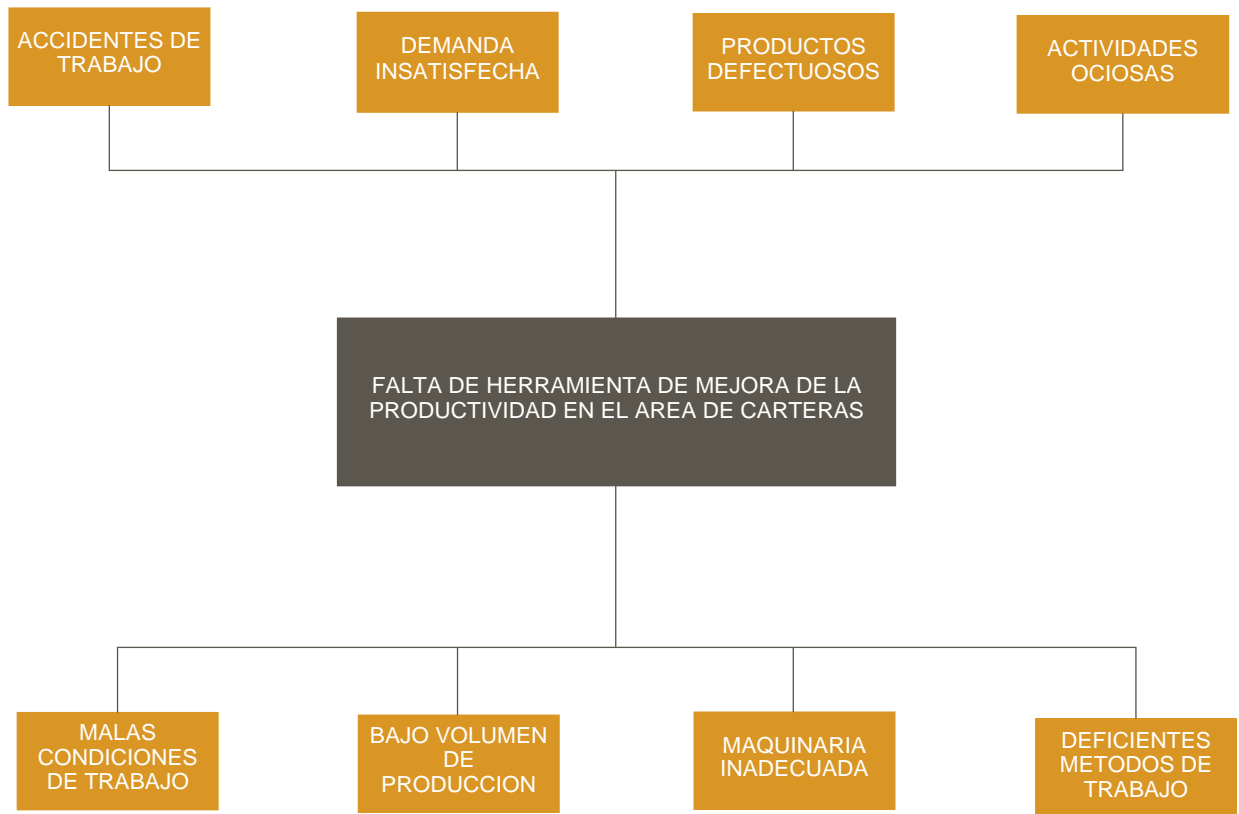 ACCIDENTES DE
TRABAJO
DEMANDA
INSATISFECHA
PRODUCTOS
DEFECTUOSOS
ACTIVIDADES
OCIOSAS
FALTA DE HERRAMIENTA DE MEJORA DE LA
PRODUCTIVIDAD EN EL AREA DE CARTERAS
MALAS
CONDICIONES
DE TRABAJO
BAJO VOLUMEN
DE
PRODUCCION
MAQUINARIA
INADECUADA
DEFICIENTES
METODOS DE
TRABAJO